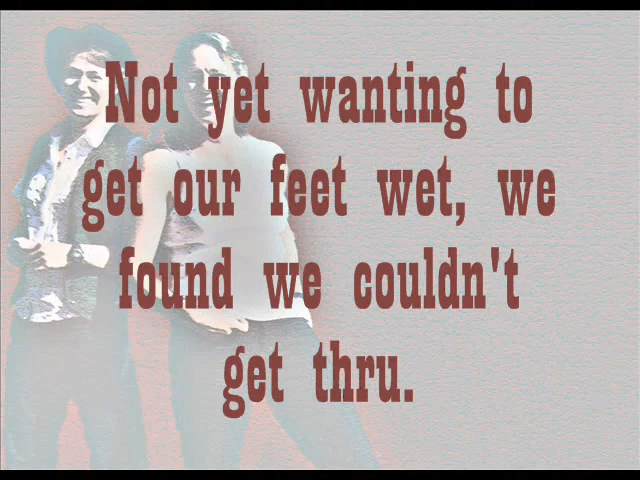 Not yet wanting to
get our feet wet, we
found we couldn't
get thru.